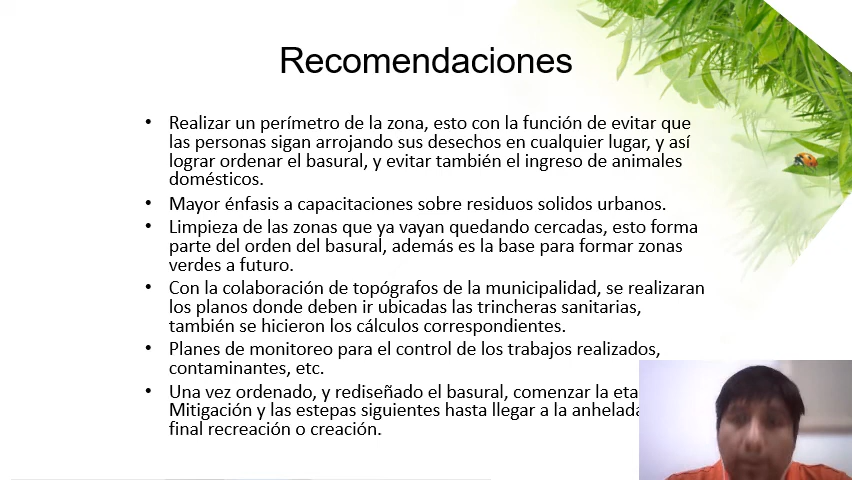 Recomendaciones
• Realizar un perímetro de la zona, esto con la función de evitar que
las personas sigan arrojando sus desechos en cualquier lugar, y así
lograr ordenar el basural, y evitar también el ingreso de animales
domésticos.
• Mayor énfasis a capacitaciones sobre residuos solidos urbanos.
• Limpieza de las zonas que ya vayan quedando cercadas, esto forma
parte del orden del basural, además es la base para formar zonas
verdes a futuro.
• Con la colaboración de topógrafos de la municipalidad, se realizaran
los planos donde deben ir ubicadas las trincheras sanitarias,
también se hicieron los cálculos correspondientes.
• Planes de monitoreo para el control de los trabajos realizados,
contaminantes, etc.
• Una vez ordenado, y rediseñado el basural, comenzar la eta
Mitigación y las estepas siguientes hasta llegar a la anhelada
final recreación o creación.